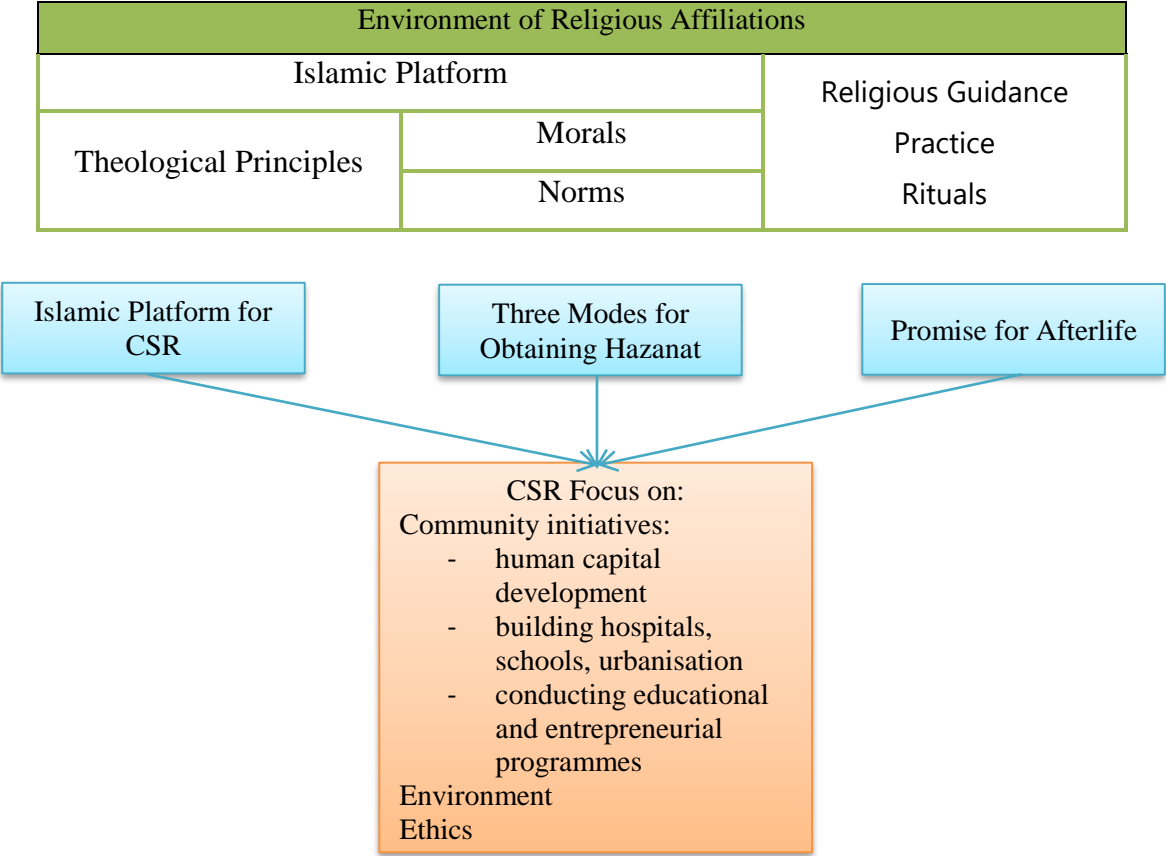 Environment of Religious Affiliations
Islamic Platform
Theological Principles
Morals
Norms
Religious Guidance
Practice
Rituals
Islamic Platform for
CSR
Three Modes for
Obtaining Hazanat
Promise for Afterlife
CSR Focus on:
Community initiatives:
- human capital
development
- building hospitals,
schools, urbanisation
- conducting educational
and entrepreneurial
programmes
Environment
Ethics